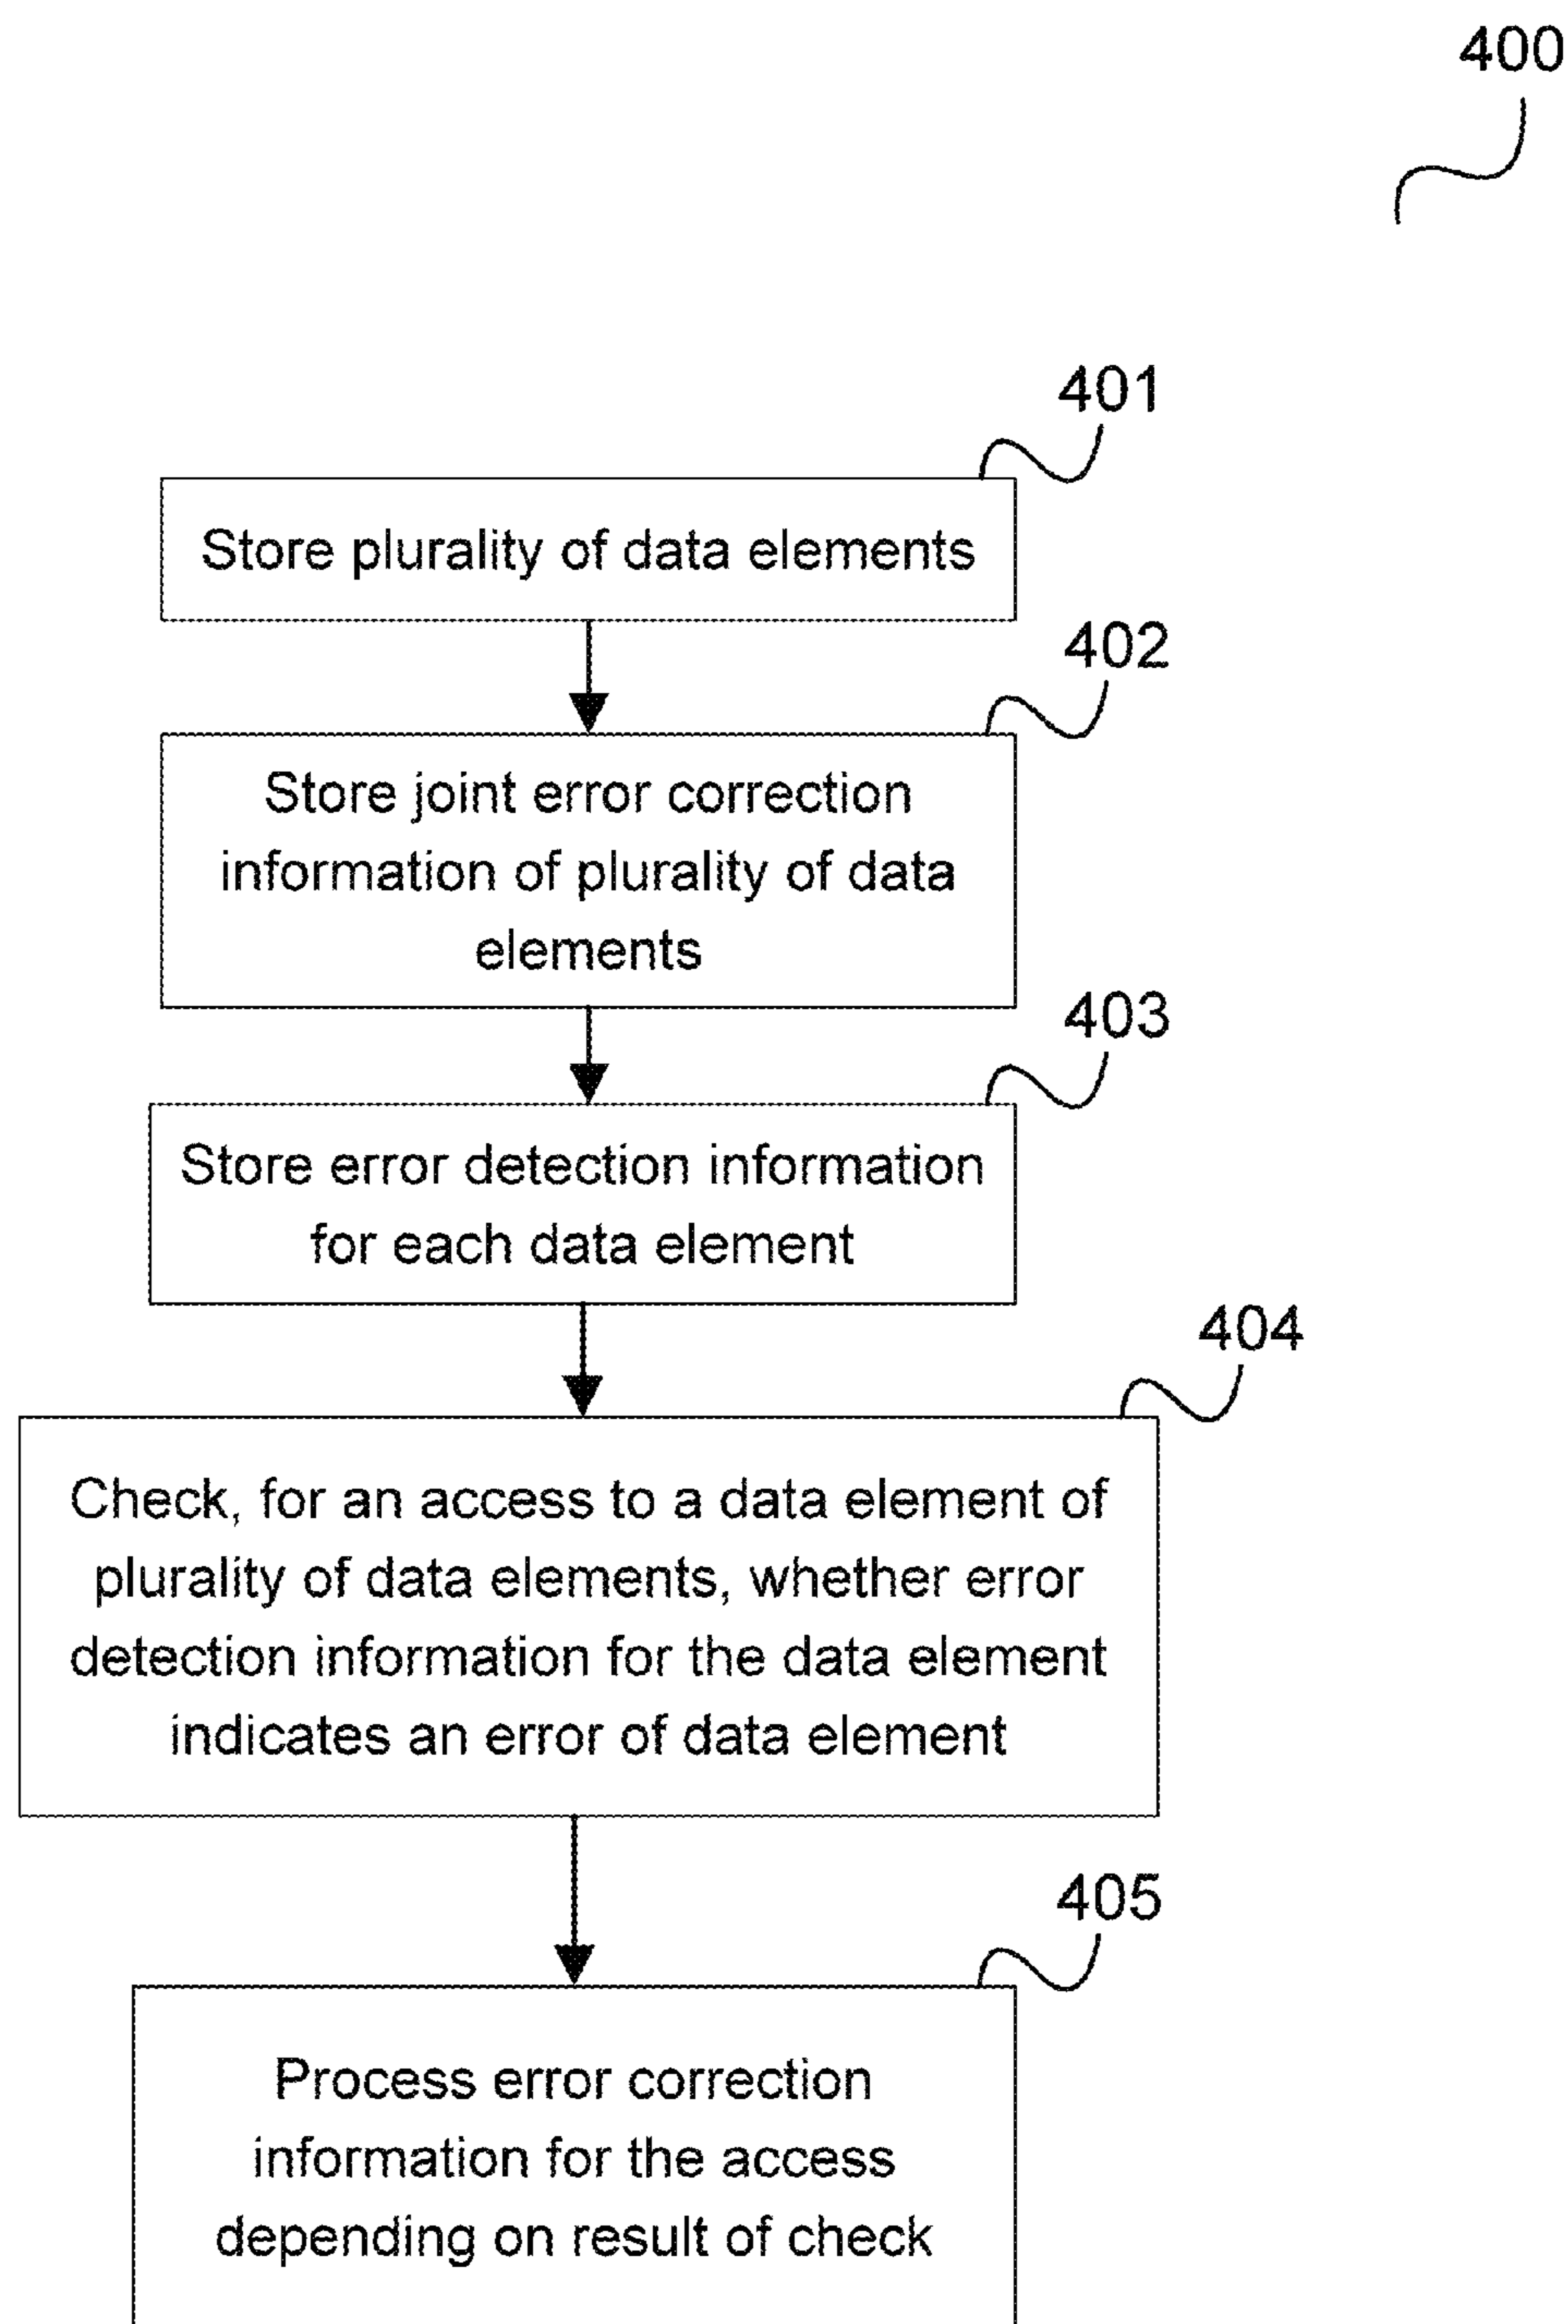 400
401
Store plurality of data elements
402
Store joint error correction
information of plurality of data
elements
403
Store error detection information
for each data element
404
Check, for an access to a data element of
plurality of data elements, whether error
detection information for the data element
indicates an error of data element
405
Process error correction
information for the access
depending on result of check